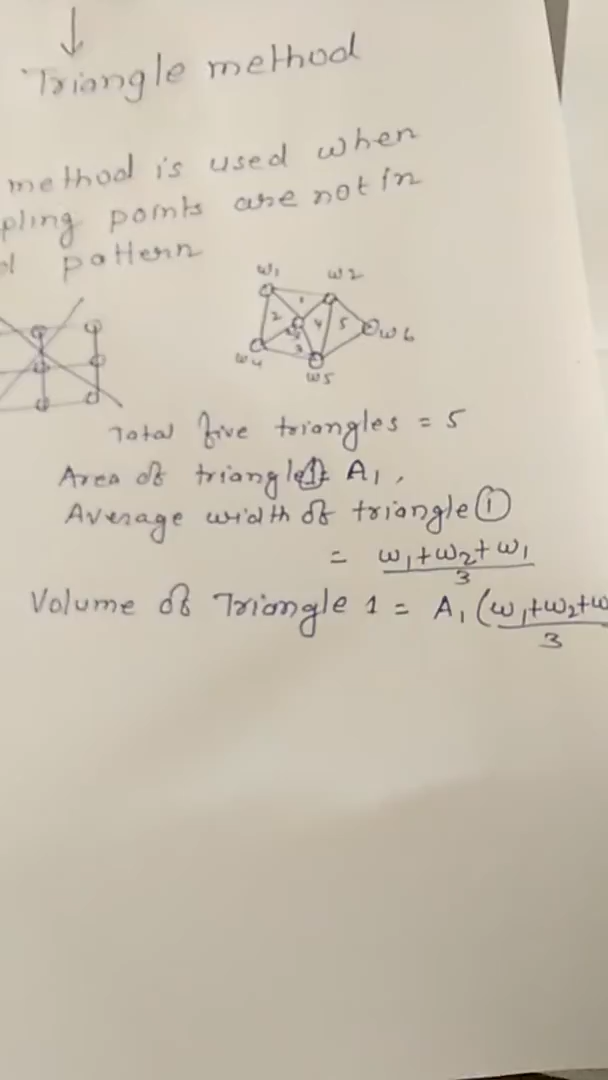 Triangle method
method is used when
pling points are not in
pattern
w1 w2
1
2 4 5 w6
3
w4
w5
Total five triangles = 5
Area of triangle 1 = A1,
Average width of triangle ①
= w1+w2+w1
3
Volume of Triangle 1 = A1 (w1+w2+w
3